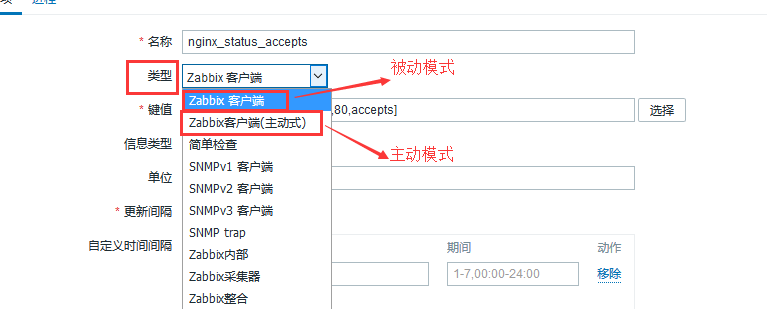 * 名称 nginx_status_accepts
类型 Zabbix 客户端
被动模式
Zabbix 客户端
* 键值 ,80,accepts] 选择
Zabbix客户端(主动式)
信息类型 简单检查
主动模式
SNMPv1 客户端
单位 SNMPv2 客户端
* 更新间隔 SNMPv3 客户端
SNMP trap
自定义时间间隔 期间 动作
Zabbix内部
Zabbix采集器 1-7,00:00-24:00 移除
Zabbix整合